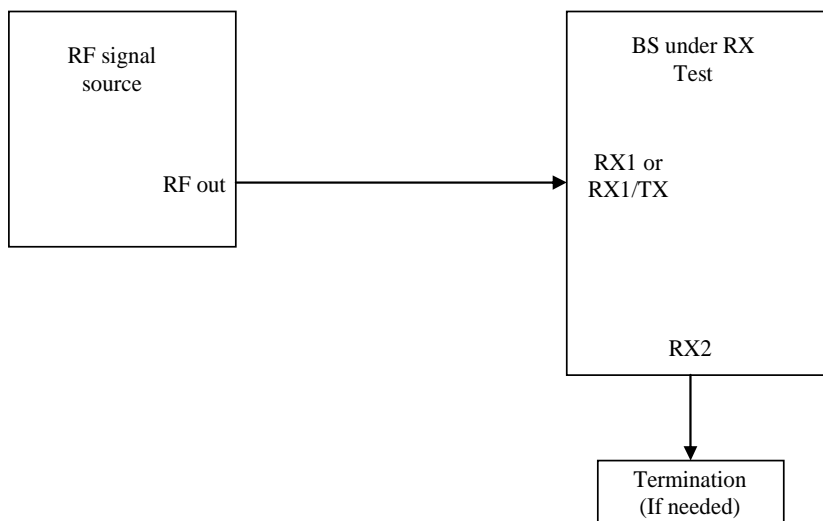 RF signal
source
RF out
BS under RX
Test
RX1 or
RX1/TX
RX2
Termination
(If needed)